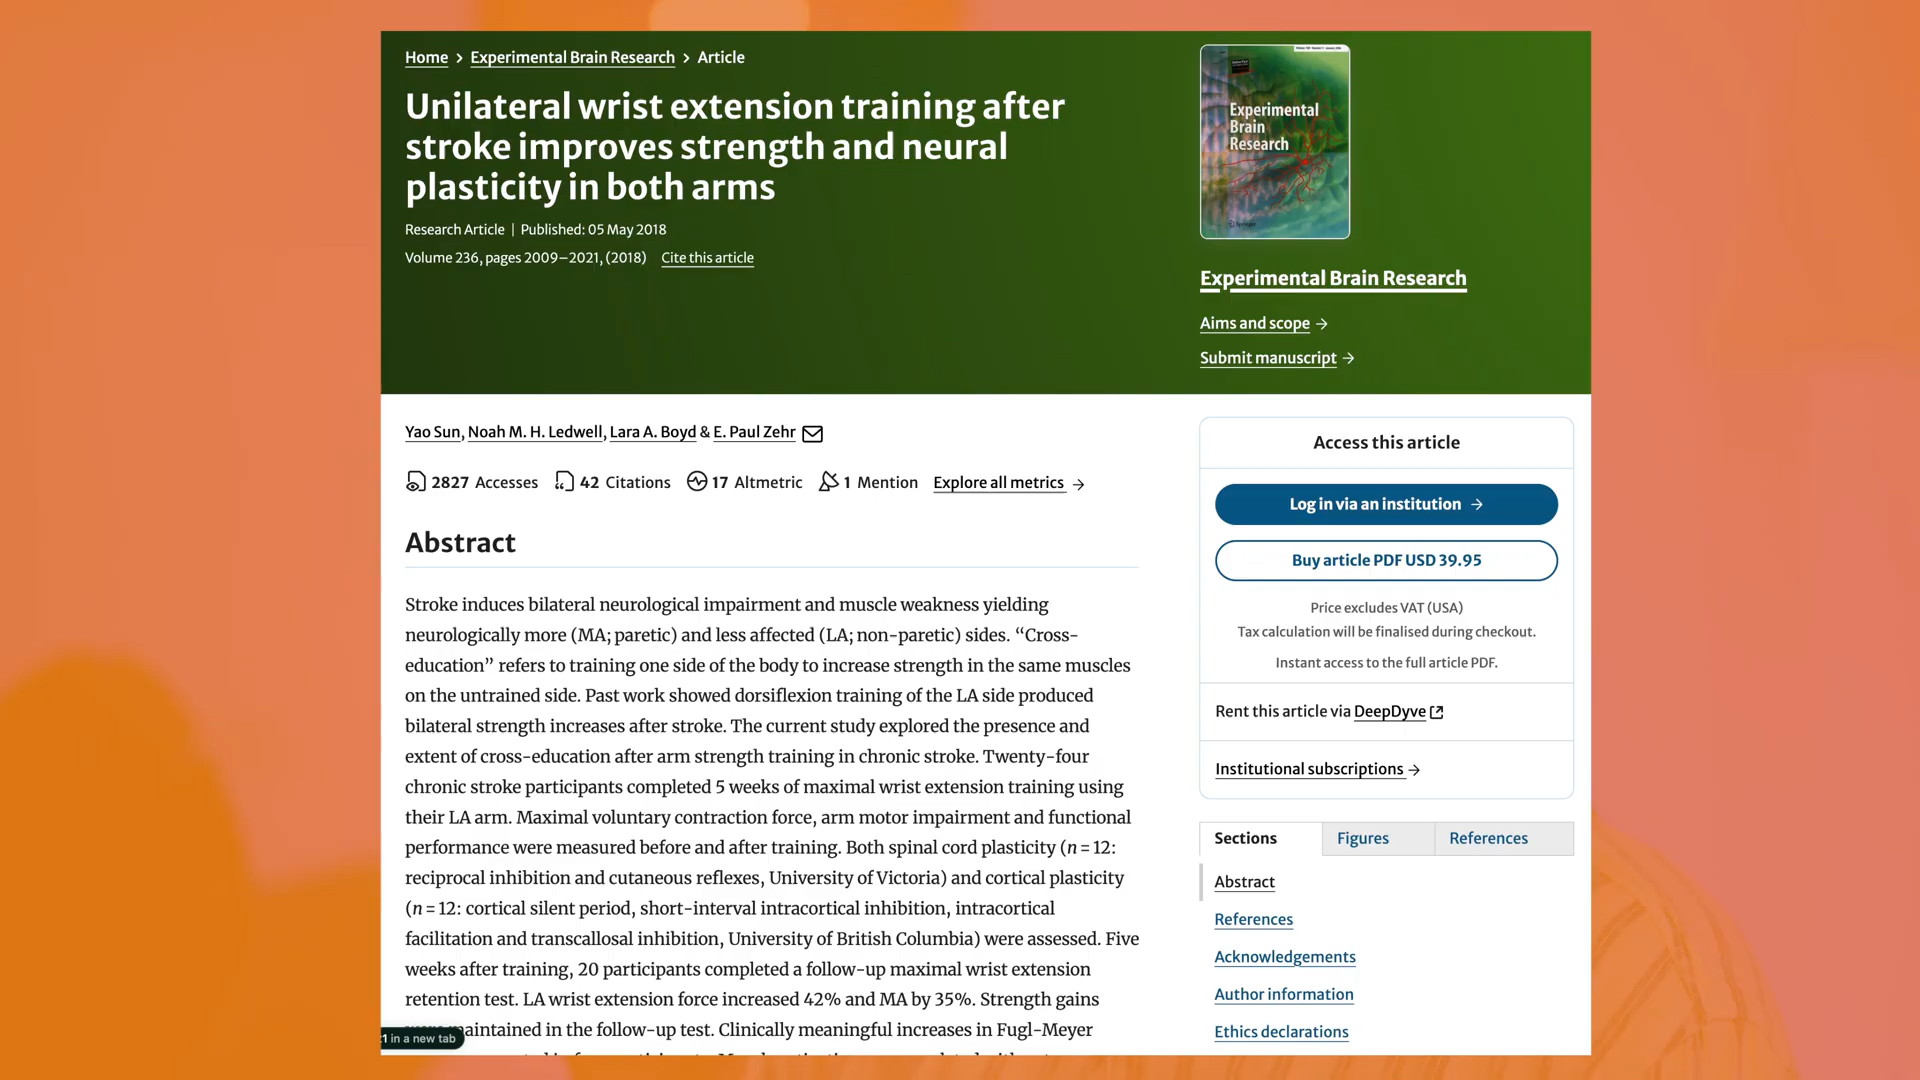 Home > Experimental Brain Research > Article
Unilateral wrist extension training after
stroke improves strength and neural
plasticity in both arms
Research Article | Published: 05 May 2018
Volume 236, pages 2009–2021, (2018) Cite this article
Experimental
Brain
Research
Experimental Brain Research
Aims and scope →
Submit manuscript →
Yao Sun, Noah M. H. Ledwell, Lara A. Boyd & E. Paul Zehr
2827 Accesses 42 Citations 17 Altmetric 1 Mention Explore all metrics →
Abstract
Stroke induces bilateral neurological impairment and muscle weakness yielding
neurologically more (MA; paretic) and less affected (LA; non-paretic) sides. “Cross-
education” refers to training one side of the body to increase strength in the same muscles
on the untrained side. Past work showed dorsiflexion training of the LA side produced
bilateral strength increases after stroke. The current study explored the presence and
extent of cross-education after arm strength training in chronic stroke. Twenty-four
chronic stroke participants completed 5 weeks of maximal wrist extension training using
their LA arm. Maximal voluntary contraction force, arm motor impairment and functional
performance were measured before and after training. Both spinal cord plasticity (n = 12:
reciprocal inhibition and cutaneous reflexes, University of Victoria) and cortical plasticity
(n = 12: cortical silent period, short-interval intracortical inhibition, intracortical
facilitation and transcallosal inhibition, University of British Columbia) were assessed. Five
weeks after training, 20 participants completed a follow-up maximal wrist extension
retention test. LA wrist extension force increased 42% and MA by 35%. Strength gains
maintained in the follow-up test. Clinically meaningful increases in Fugl-Meyer
1 in a new tab
Access this article
Log in via an institution →
Buy article PDF USD 39.95
Price excludes VAT (USA)
Tax calculation will be finalised during checkout.
Instant access to the full article PDF.
Rent this article via DeepDyve
Institutional subscriptions →
Sections Figures References
Abstract
References
Acknowledgements
Author information
Ethics declarations